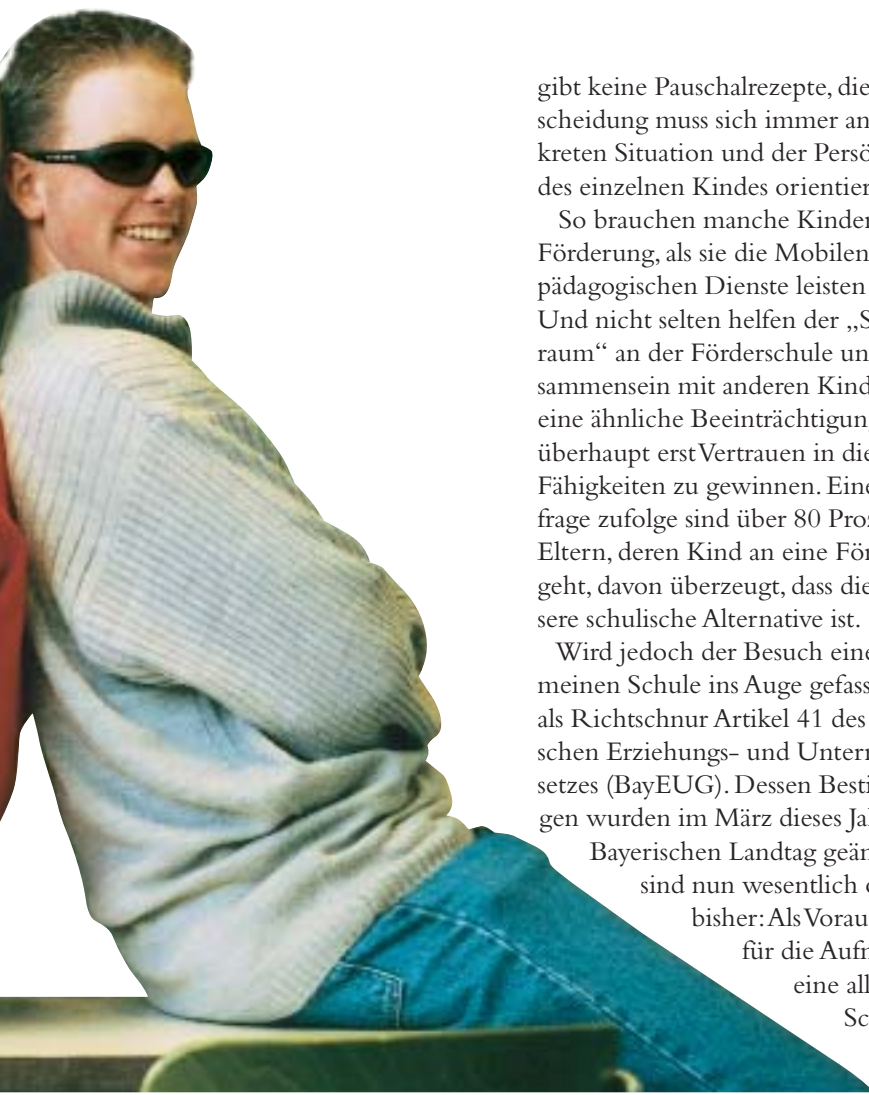 gibt keine Pauschalrezepte, die
scheidung muss sich immer an
kreten Situation und der Persö
des einzelnen Kindes orientier
So brauchen manche Kinder
Förderung, als sie die Mobilen
pädagogischen Dienste leisten
Und nicht selten helfen der „S
raum“ an der Förderschule un
sammensein mit anderen Kind
eine ähnliche Beeinträchtigun
überhaupt erst Vertrauen in die
Fähigkeiten zu gewinnen. Eine
frage zufolge sind über 80 Proz
Eltern, deren Kind an eine För
geht, davon überzeugt, dass die
sere schulische Alternative ist.
Wird jedoch der Besuch eine
meinen Schule ins Auge gefass
als Richtschnur Artikel 41 des
schen Erziehungs- und Unterr
setzes (BayEUG). Dessen Besti
gen wurden im März dieses Ja
Bayerischen Landtag geän
sind nun wesentlich
bisher: Als Vorau
für die Aufn
eine all
Sc